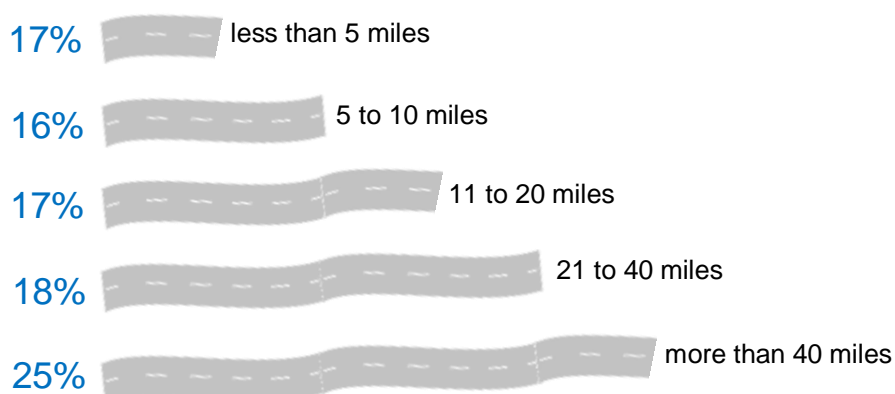 17% less than 5 miles
16% 5 to 10 miles
17% 11 to 20 miles
18% 21 to 40 miles
25% more than 40 miles